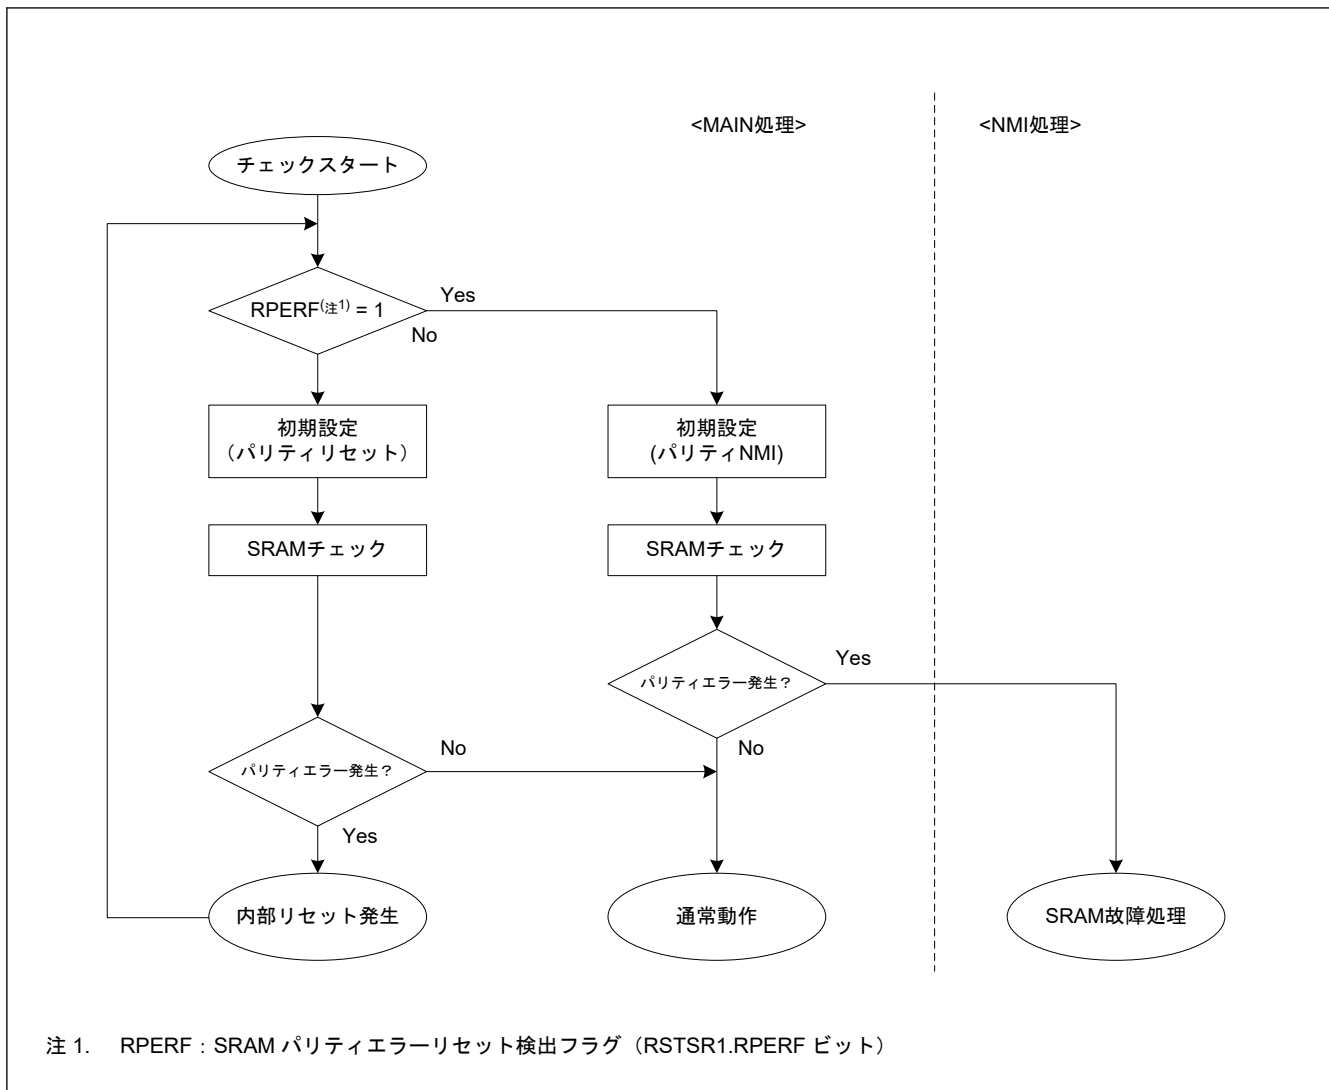 <MAIN処理>
<NMI処理>
チェックスタート
RPERF(注1) = 1
Yes
No
初期設定
（パリティリセット）
初期設定
(パリティNMI)
SRAMチェック
SRAMチェック
パリティエラー発生？
Yes
No
パリティエラー発生？
No
Yes
内部リセット発生
通常動作
SRAM故障処理
注 1. RPERF：SRAM パリティエラーリセット検出フラグ（RSTSR1.RPERF ビット）